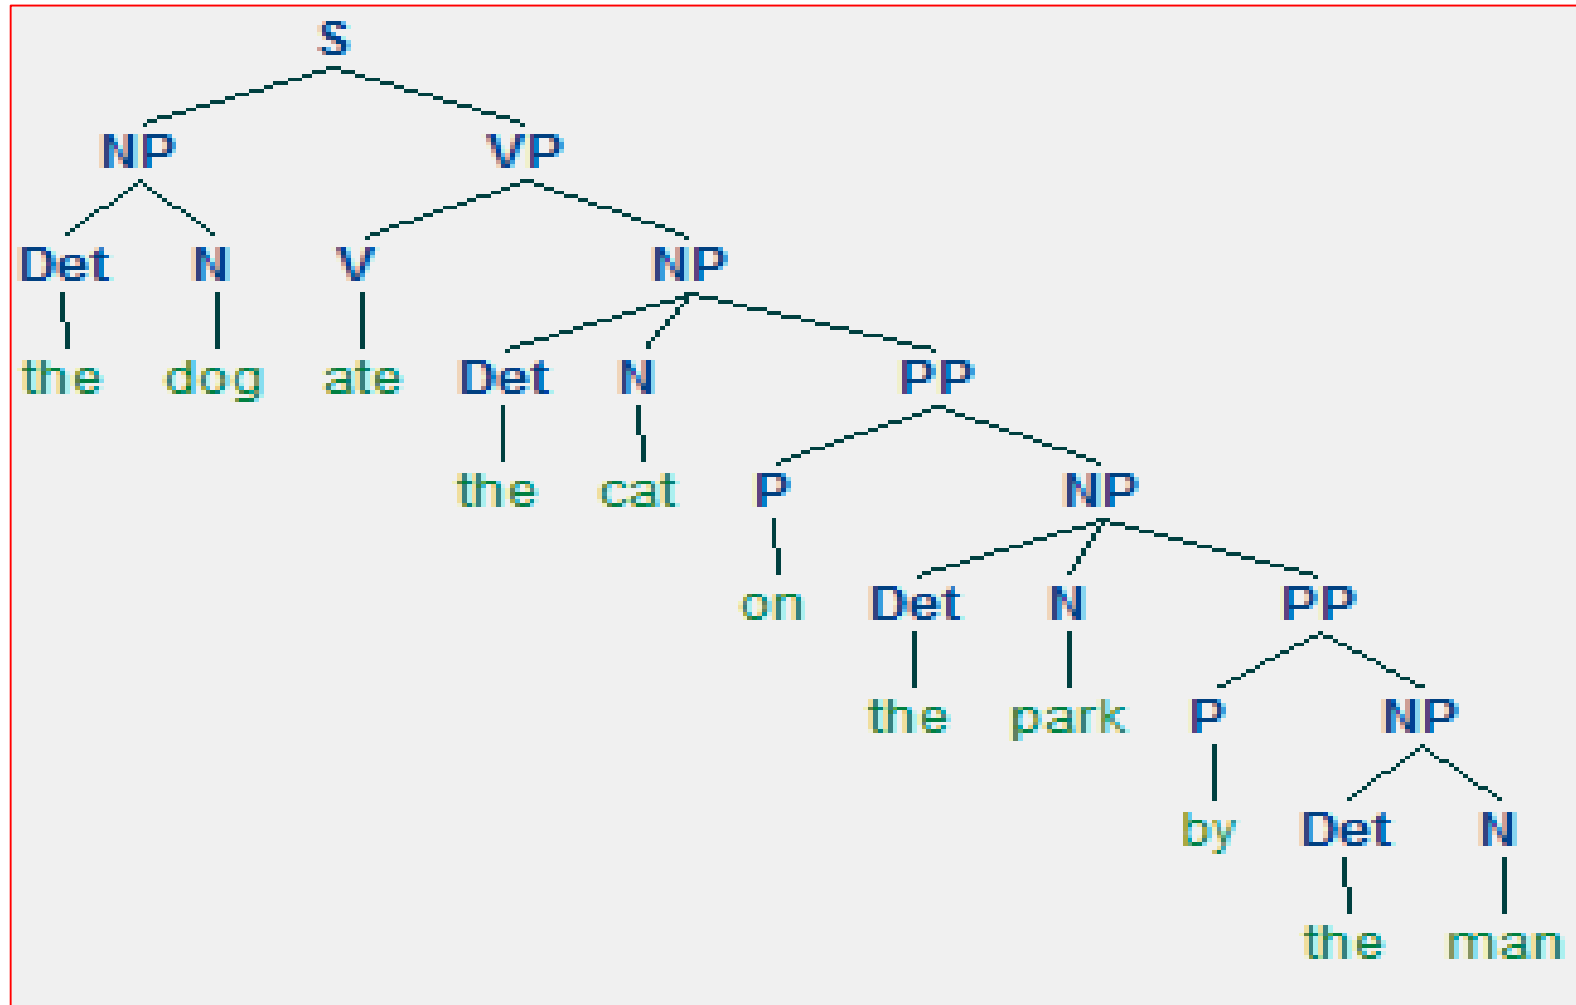 S
NP VP
Det N V NP
the dog ate Det N PP
the cat P NP
on Det N PP
the park P NP
by Det N
the man